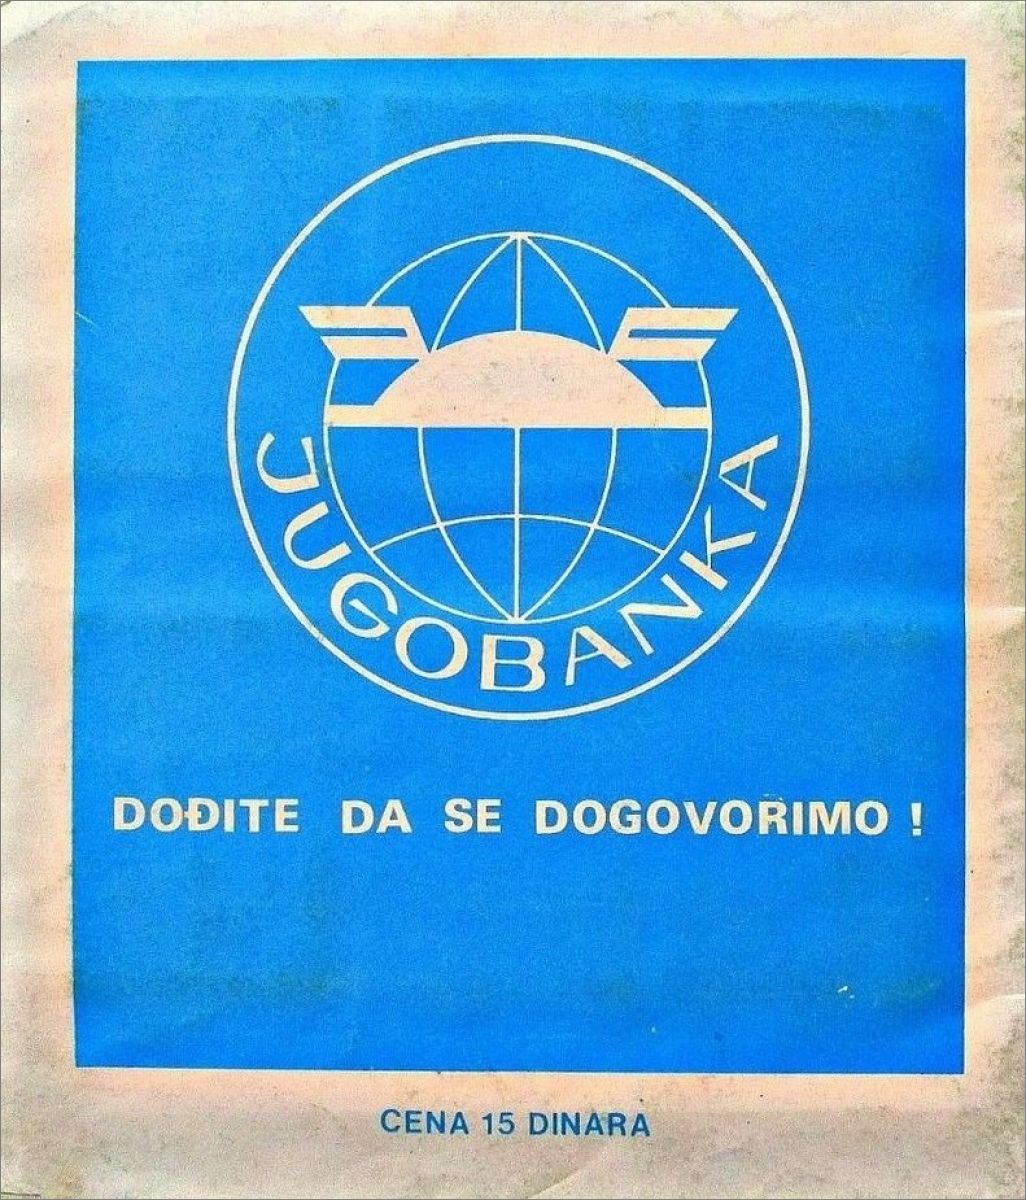 JUGOBANKA
DOĐITE DA SE DOGOVORIMO !
CENA 15 DINARA